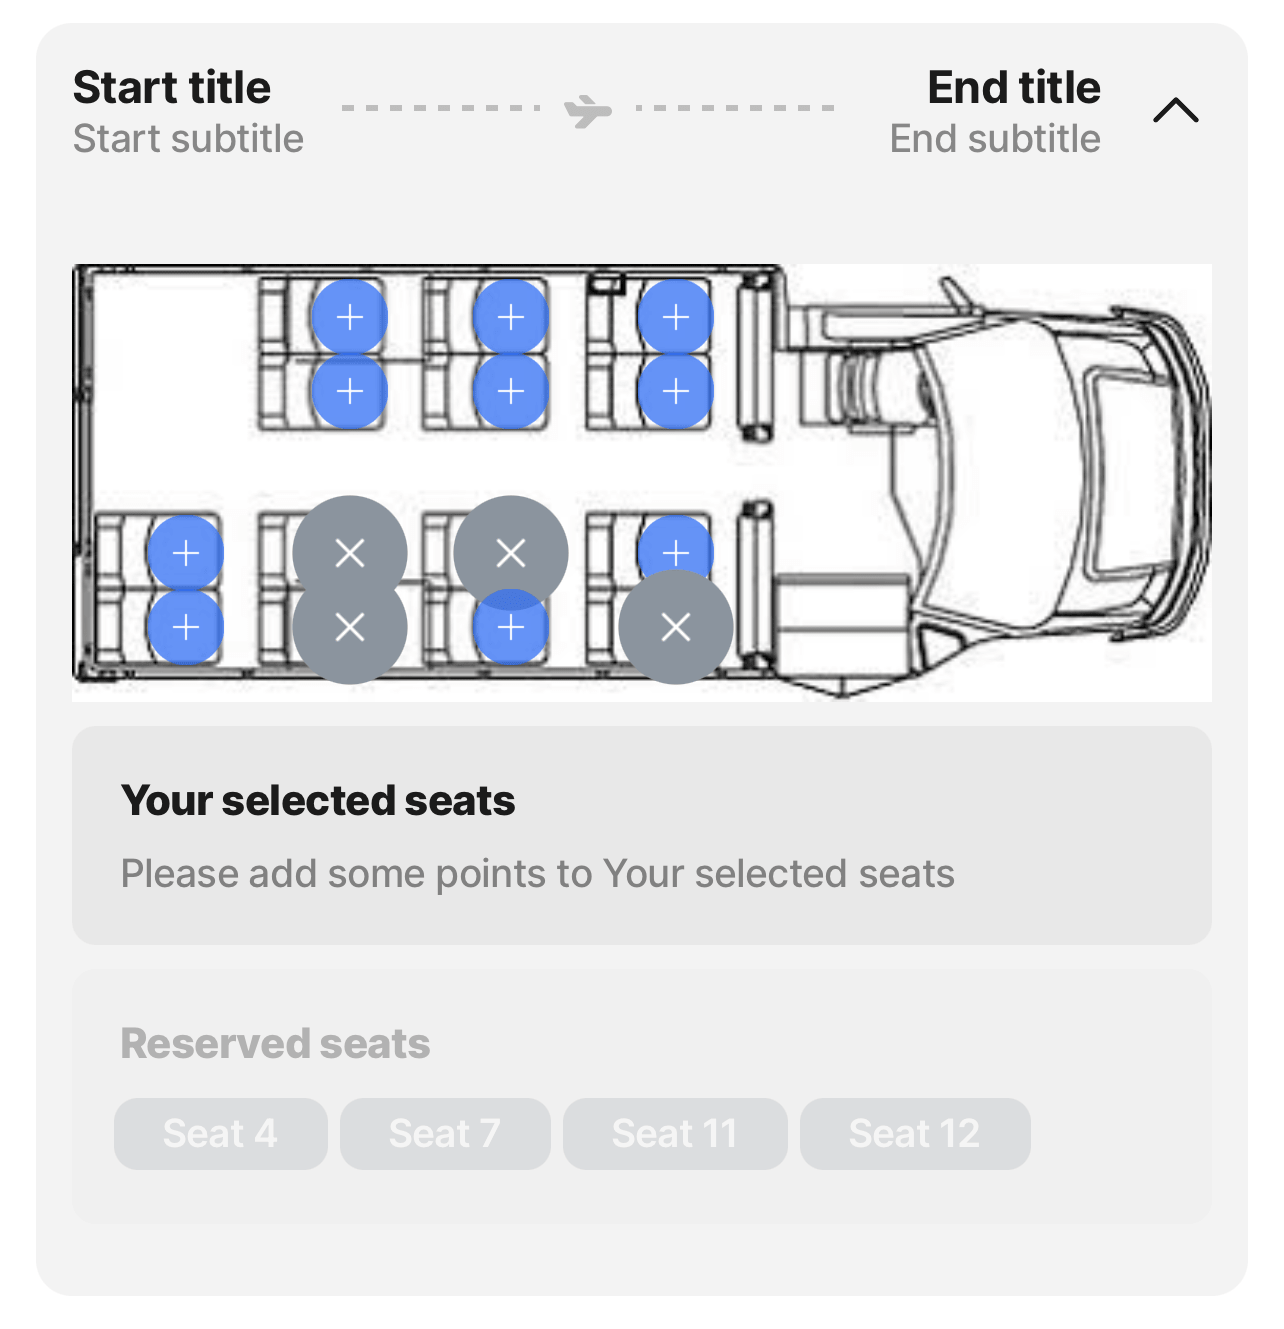 Start title
End title
Start subtitle
End subtitle
Your selected seats
Please add some points to Your selected seats
Reserved seats
Seat 4
Seat 7
Seat 11
Seat 12